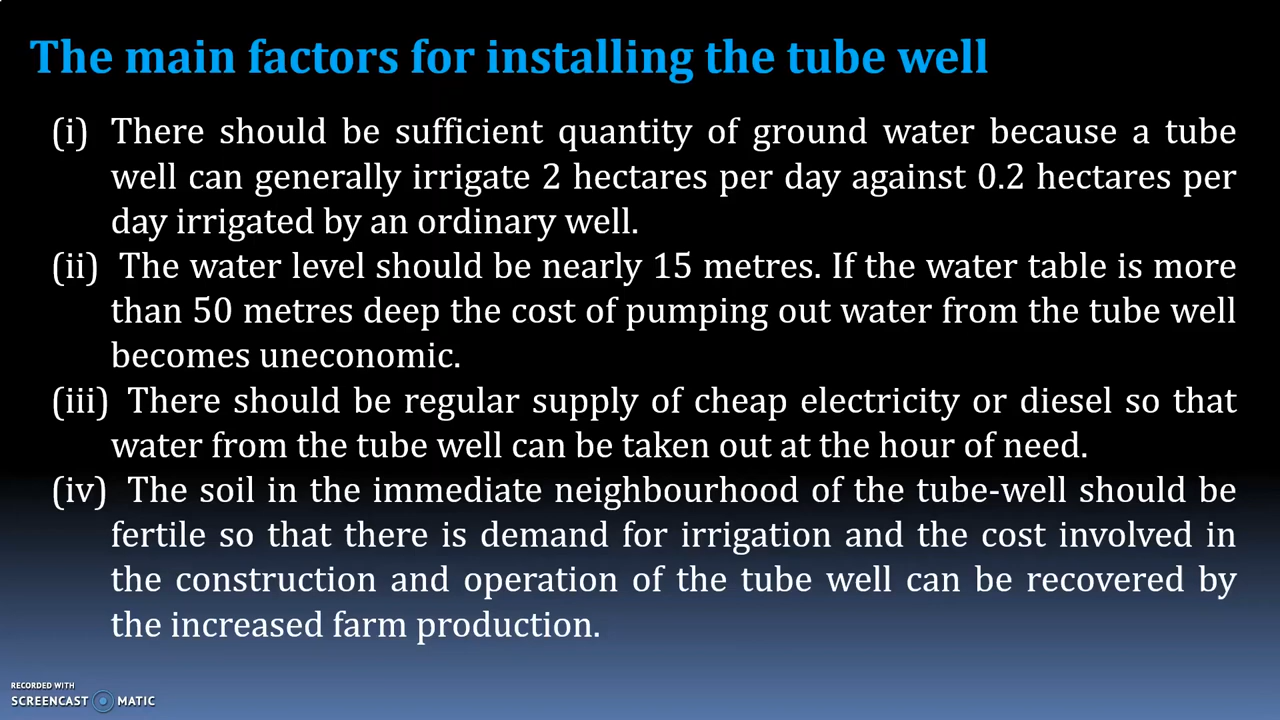 The main factors for installing the tube well
(i) There should be sufficient quantity of ground water because a tube
well can generally irrigate 2 hectares per day against 0.2 hectares per
day irrigated by an ordinary well.
(ii) The water level should be nearly 15 metres. If the water table is more
than 50 metres deep the cost of pumping out water from the tube well
becomes uneconomic.
(iii) There should be regular supply of cheap electricity or diesel so that
water from the tube well can be taken out at the hour of need.
(iv) The soil in the immediate neighbourhood of the tube-well should be
fertile so that there is demand for irrigation and the cost involved in
the construction and operation of the tube well can be recovered by
the increased farm production.
RECORDED WITH
SCREENCAST MATIC